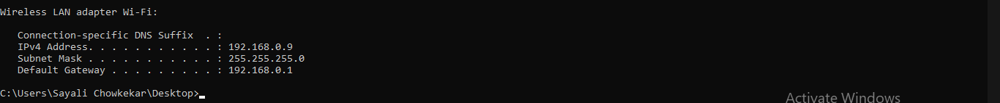 Wireless LAN adapter Wi-Fi:
Connection-specific DNS Suffix  . :
IPv4 Address. . . . . . . . . . . : 192.168.0.9
Subnet Mask . . . . . . . . . . . : 255.255.255.0
Default Gateway . . . . . . . . . : 192.168.0.1
C:\Users\Sayali Chowkekar\Desktop>
Activate Windows